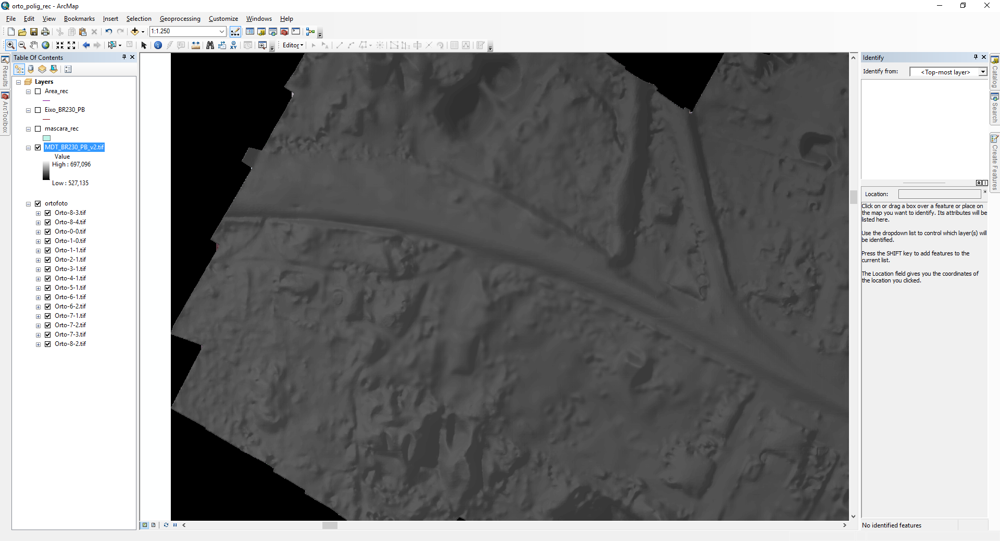 orto_polig_rec - ArcMap
File Edit View Bookmarks Insert Selection Geoprocessing Customize Windows Help
1:1.250
Editor
Table Of Contents
Identify
Identify from: <Top-most layer>
Results
ArcToolbox
Layers
Area_rec
Eixo_BR230_PB
mascara_rec
MDT_BR230_PB_v2.tif
Value
High : 697,096
Low : 527,135
ortofoto
Orto-8-3.tif
Orto-8-4.tif
Orto-0-0.tif
Orto-1-0.tif
Orto-1-1.tif
Orto-2-1.tif
Orto-3-1.tif
Orto-4-1.tif
Orto-5-1.tif
Orto-6-1.tif
Orto-6-2.tif
Orto-7-1.tif
Orto-7-2.tif
Orto-7-3.tif
Orto-8-2.tif
Location:
Click on or drag a box over a feature or place on
the map you want to identify. Its attributes will be
listed here.
Use the dropdown list to control which layer(s) will
be identified.
Press the SHIFT key to add features to the
current list.
The Location field gives you the coordinates of
the location you clicked.
No identified features
Catalog
Search
Create Features